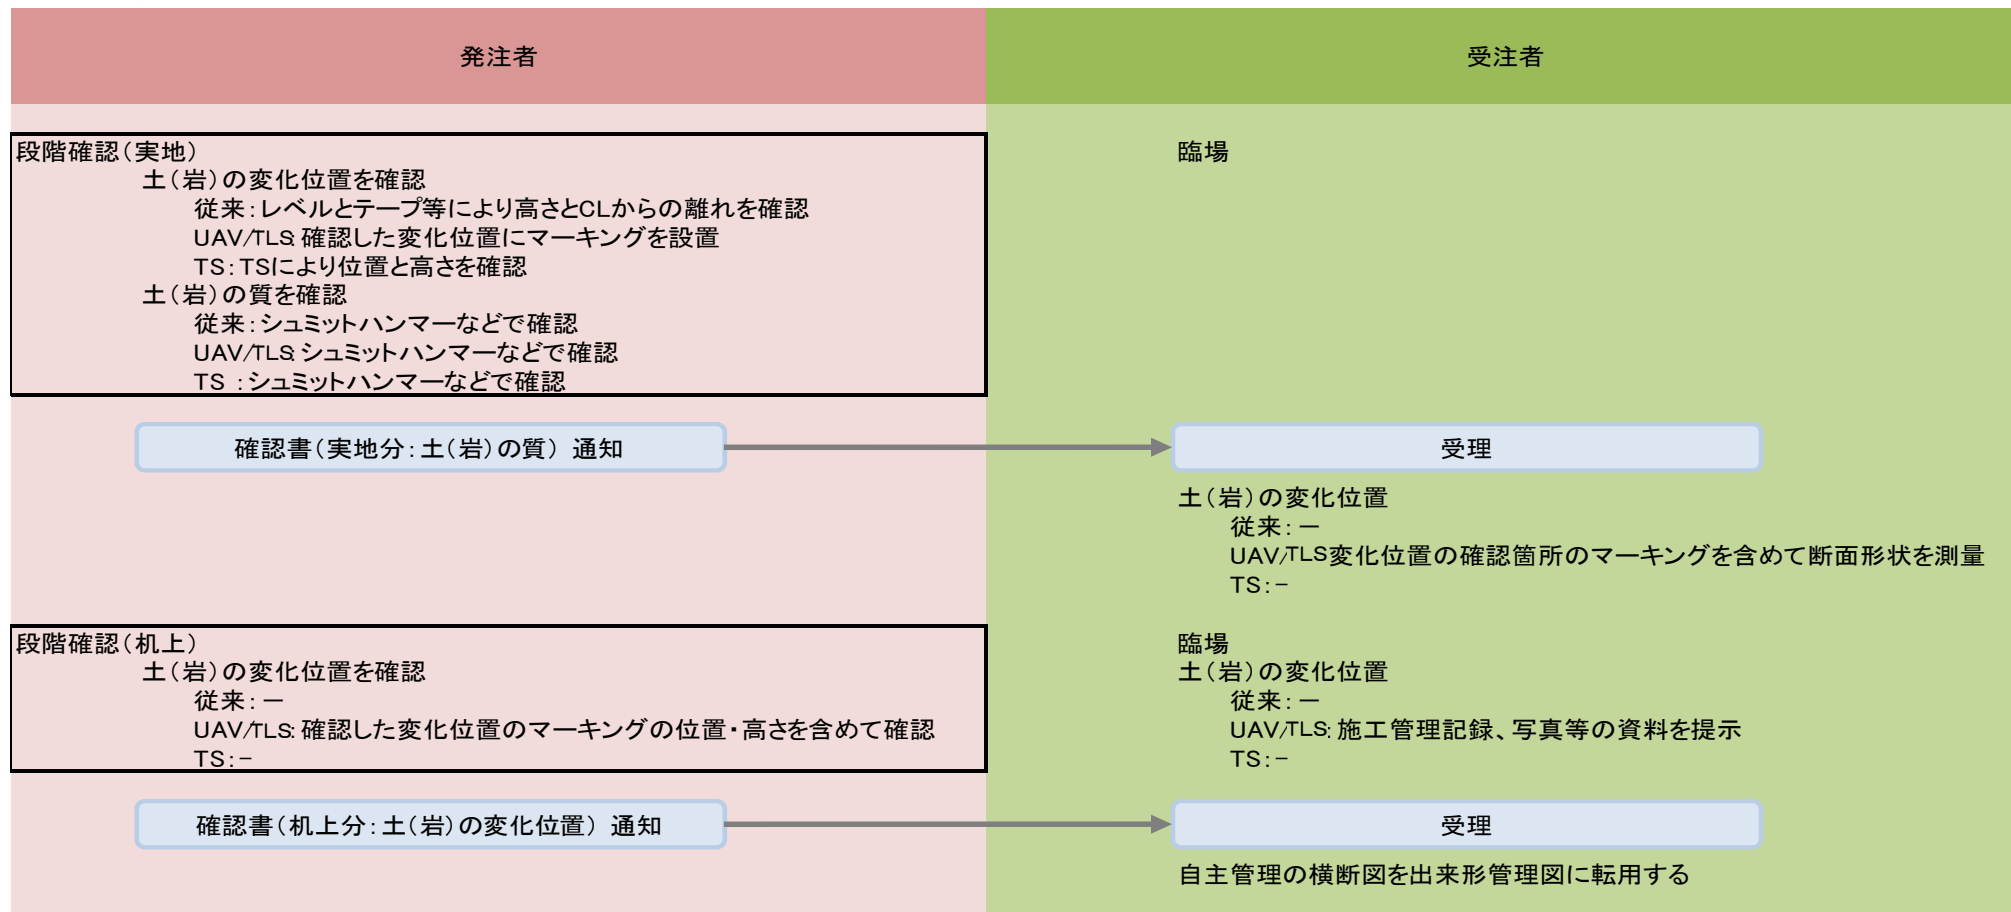 発注者
受注者
段階確認（実地）
土（岩）の変化位置を確認
従来：レベルとテープ等により高さとCLからの離れを確認
UAV/TLS:確認した変化位置にマーキングを設置
TS：TSにより位置と高さを確認
土（岩）の質を確認
従来：シュミットハンマーなどで確認
UAV/TLS:シュミットハンマーなどで確認
TS ：シュミットハンマーなどで確認
臨場
確認書（実地分：土（岩）の質） 通知
受理
土（岩）の変化位置
従来：－
UAV/TLS変化位置の確認箇所のマーキングを含めて断面形状を測量
TS：-
段階確認（机上）
土（岩）の変化位置を確認
従来：－
UAV/TLS:確認した変化位置のマーキングの位置・高さを含めて確認
TS：-
臨場
土（岩）の変化位置
従来：－
UAV/TLS:施工管理記録、写真等の資料を提示
TS：-
確認書（机上分：土（岩）の変化位置） 通知
受理
自主管理の横断図を出来形管理図に転用する